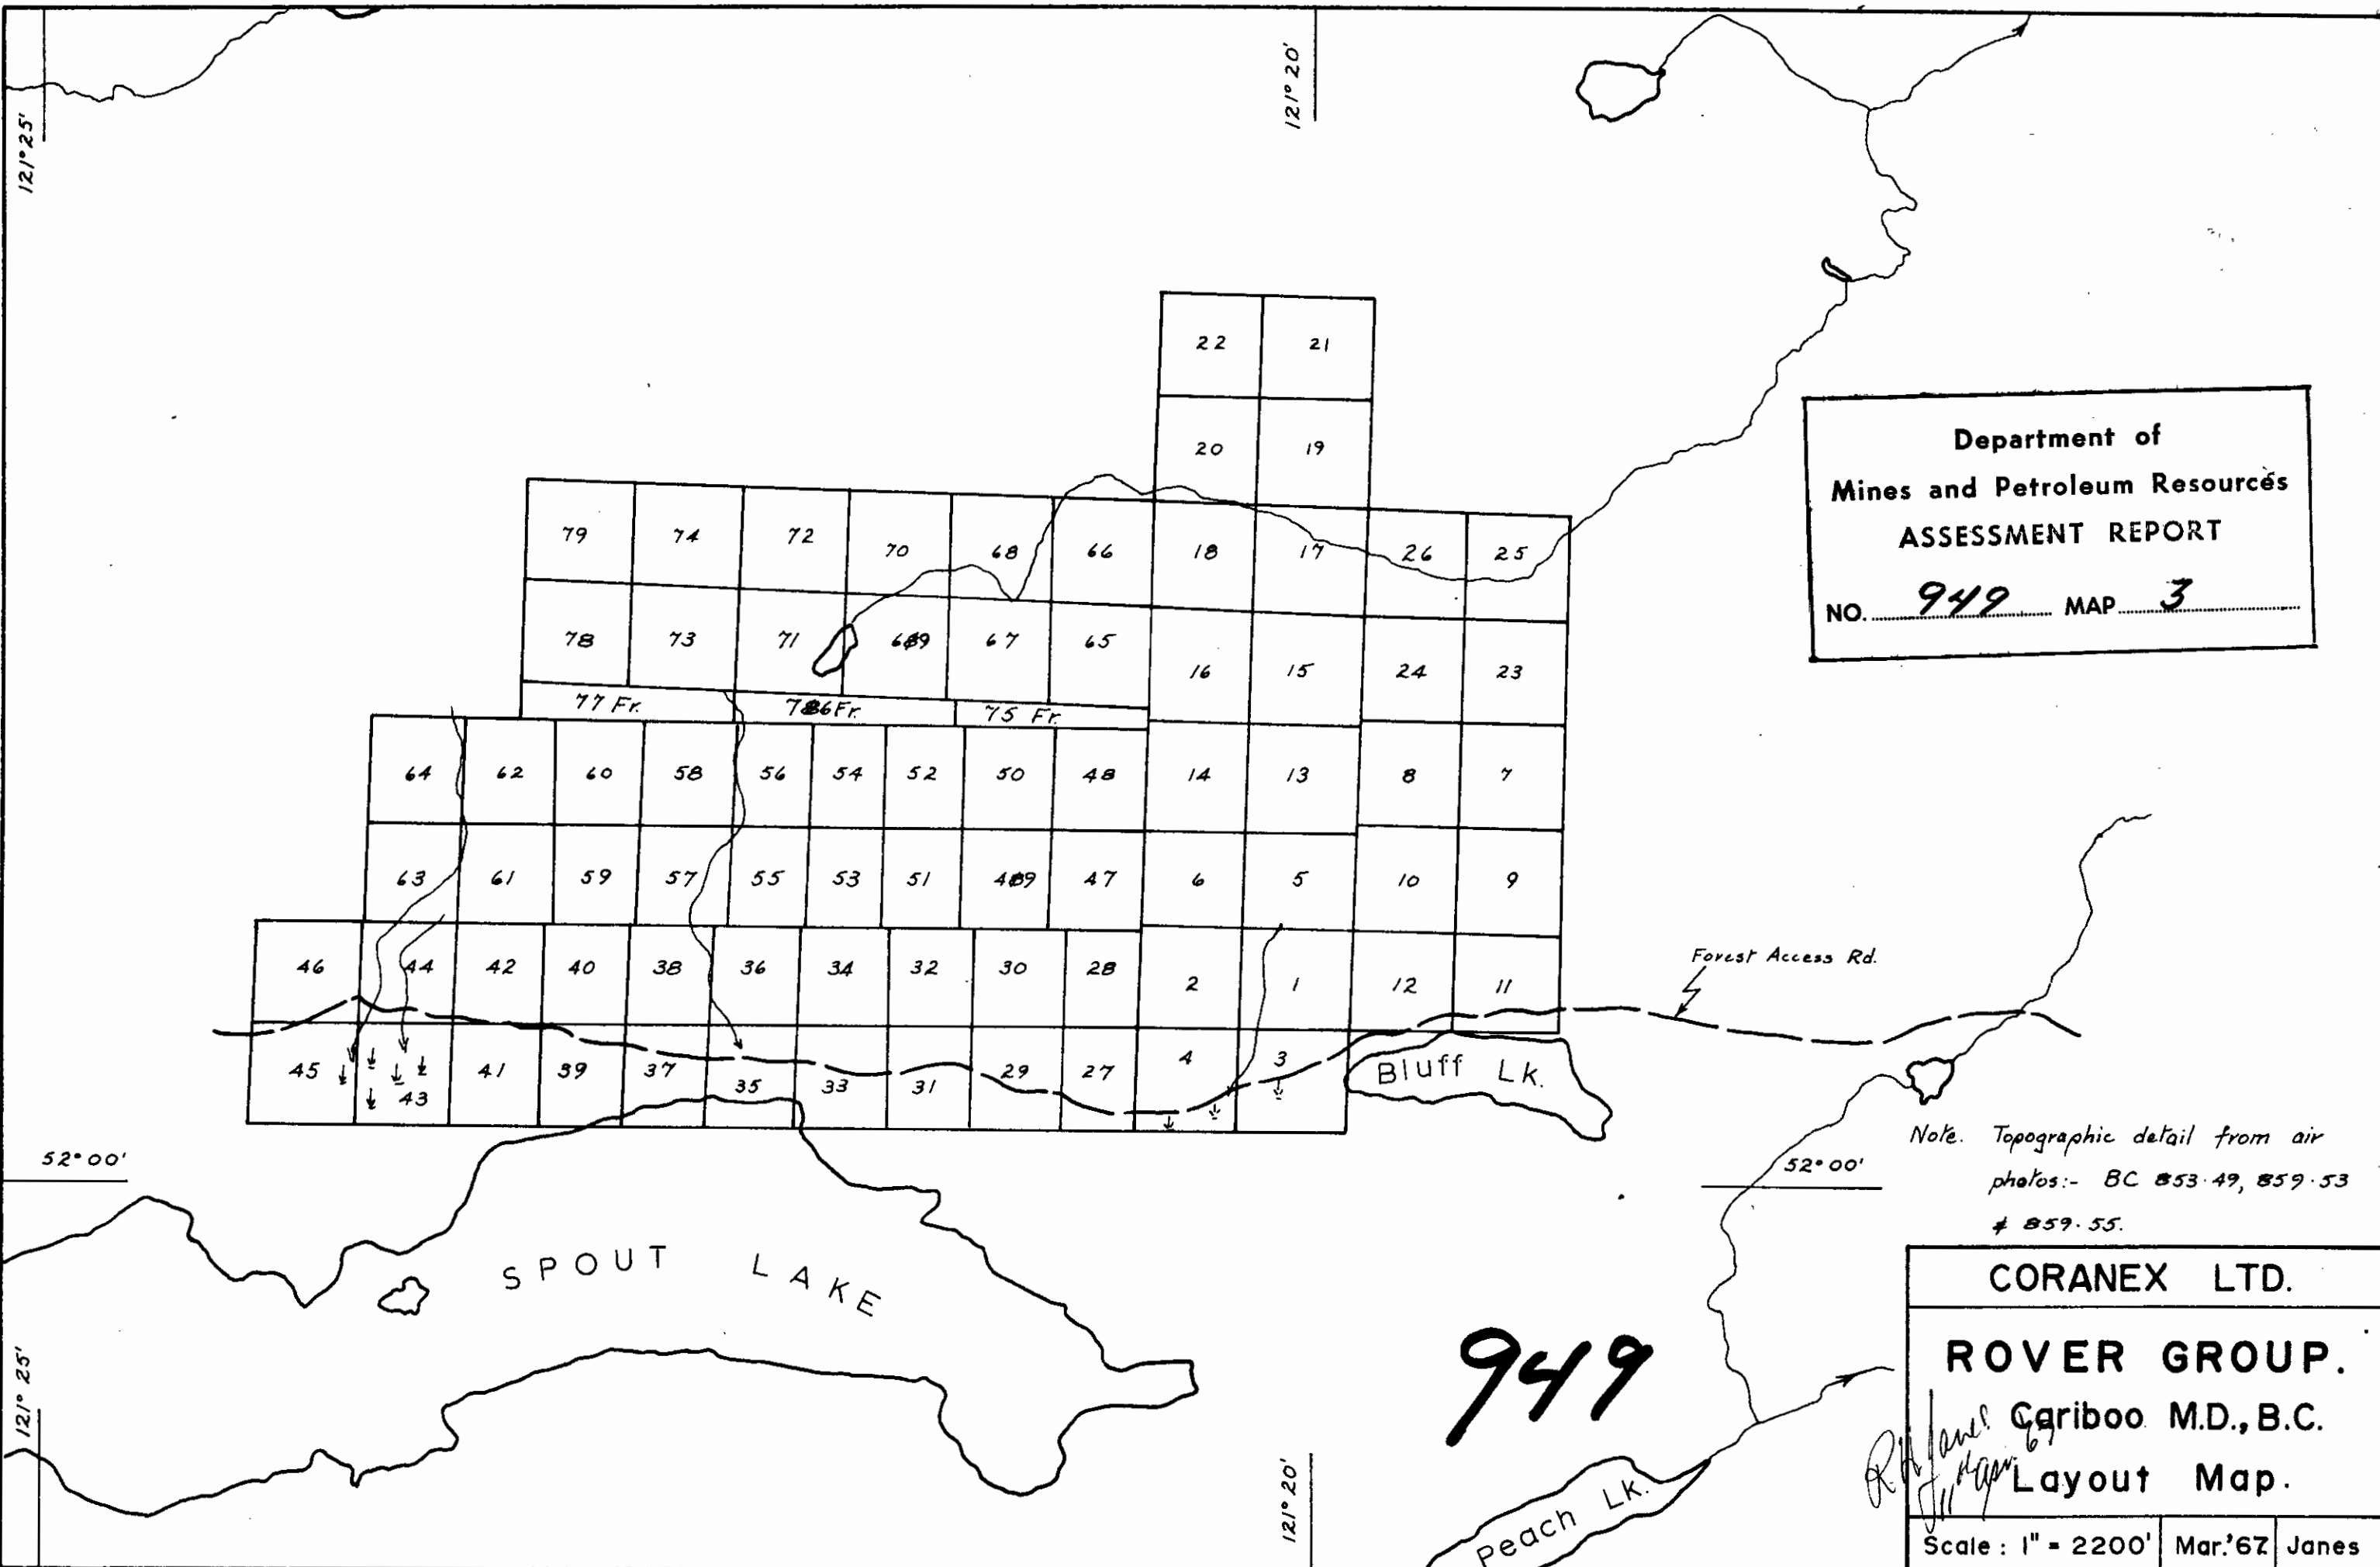 121° 25'
121° 20'
22 21
20 19
Department of
Mines and Petroleum Resources
ASSESSMENT REPORT
NO. 949 MAP 3
79 74 72 70 68 66 18 17 26 25
78 73 71 69 67 65 16 15 24 23
77 Fr. 76 Fr. 75 Fr.
64 62 60 58 56 54 52 50 48 14 13 8 7
63 61 59 57 55 53 51 49 47 6 5 10 9
46 44 42 40 38 36 34 32 30 28 2 1 12 11
Forest Access Rd.
45 43 41 39 37 35 33 31 29 27 4 3
Bluff Lk.
52° 00'
52° 00'
Note. Topographic detail from air
photos:- BC 853·49, 859·53
& 859·55.
SPOUT LAKE
CORANEX LTD.
ROVER GROUP.
Cariboo M.D., B.C.
Layout Map.
Scale : 1" = 2200' Mar.'67 Janes
949
121° 25'
121° 20'
Peach Lk.